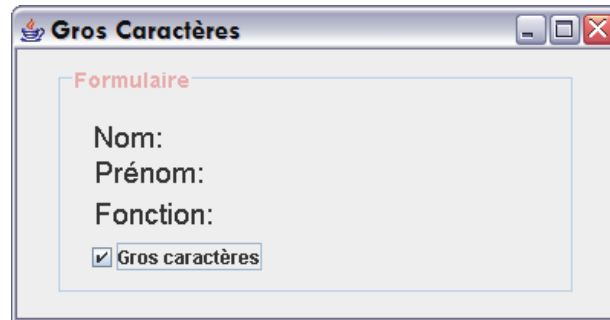 Gros Caractères
Formulaire
Nom:
Prénom:
Fonction:
Gros caractères